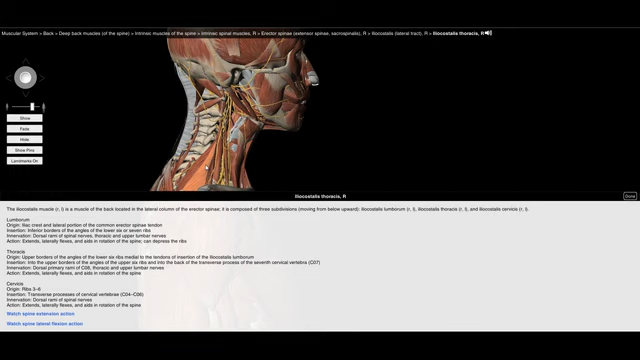 Muscular System > Back > Deep back muscles (of the spine) > Intrinsic muscles of the spine > Intrinsic spinal muscles, R > Erector spinae (extensor spinae, sacrospinalis), R > Iliocostalis (lateral tract), R > Iliocostalis thoracis, R
Show
Fade
Hide
Show Pins
Landmarks On
Iliocostalis thoracis, R
Done
The iliocostalis muscle (r, l) is a muscle of the back located in the lateral column of the erector spinae; it is composed of three subdivisions (moving from below upward): iliocostalis lumborum (r, l), iliocostalis thoracis (r, l), and iliocostalis cervicis (r, l).
Lumborum
Origin: Iliac crest and lateral portion of the common erector spinae tendon
Insertion: Inferior borders of the angles of the lower six or seven ribs
Innervation: Dorsal rami of spinal nerves, thoracic and upper lumbar nerves
Action: Extends, laterally flexes, and aids in rotation of the spine; can depress the ribs
Thoracis
Origin: Upper borders of the angles of the lower six ribs medial to the tendons of insertion of the iliocostalis lumborum
Insertion: Into the upper borders of the angles of the upper six ribs and into the back of the transverse process of the seventh cervical vertebra (C07)
Innervation: Dorsal primary rami of C08, thoracic and upper lumbar nerves
Action: Extends, laterally flexes, and aids in rotation of the spine
Cervicis
Origin: Ribs 3–6
Insertion: Transverse processes of cervical vertebrae (C04–C06)
Innervation: Dorsal rami of spinal nerves
Action: Extends, laterally flexes, and aids in rotation of the spine
Watch spine extension action
Watch spine lateral flexion action